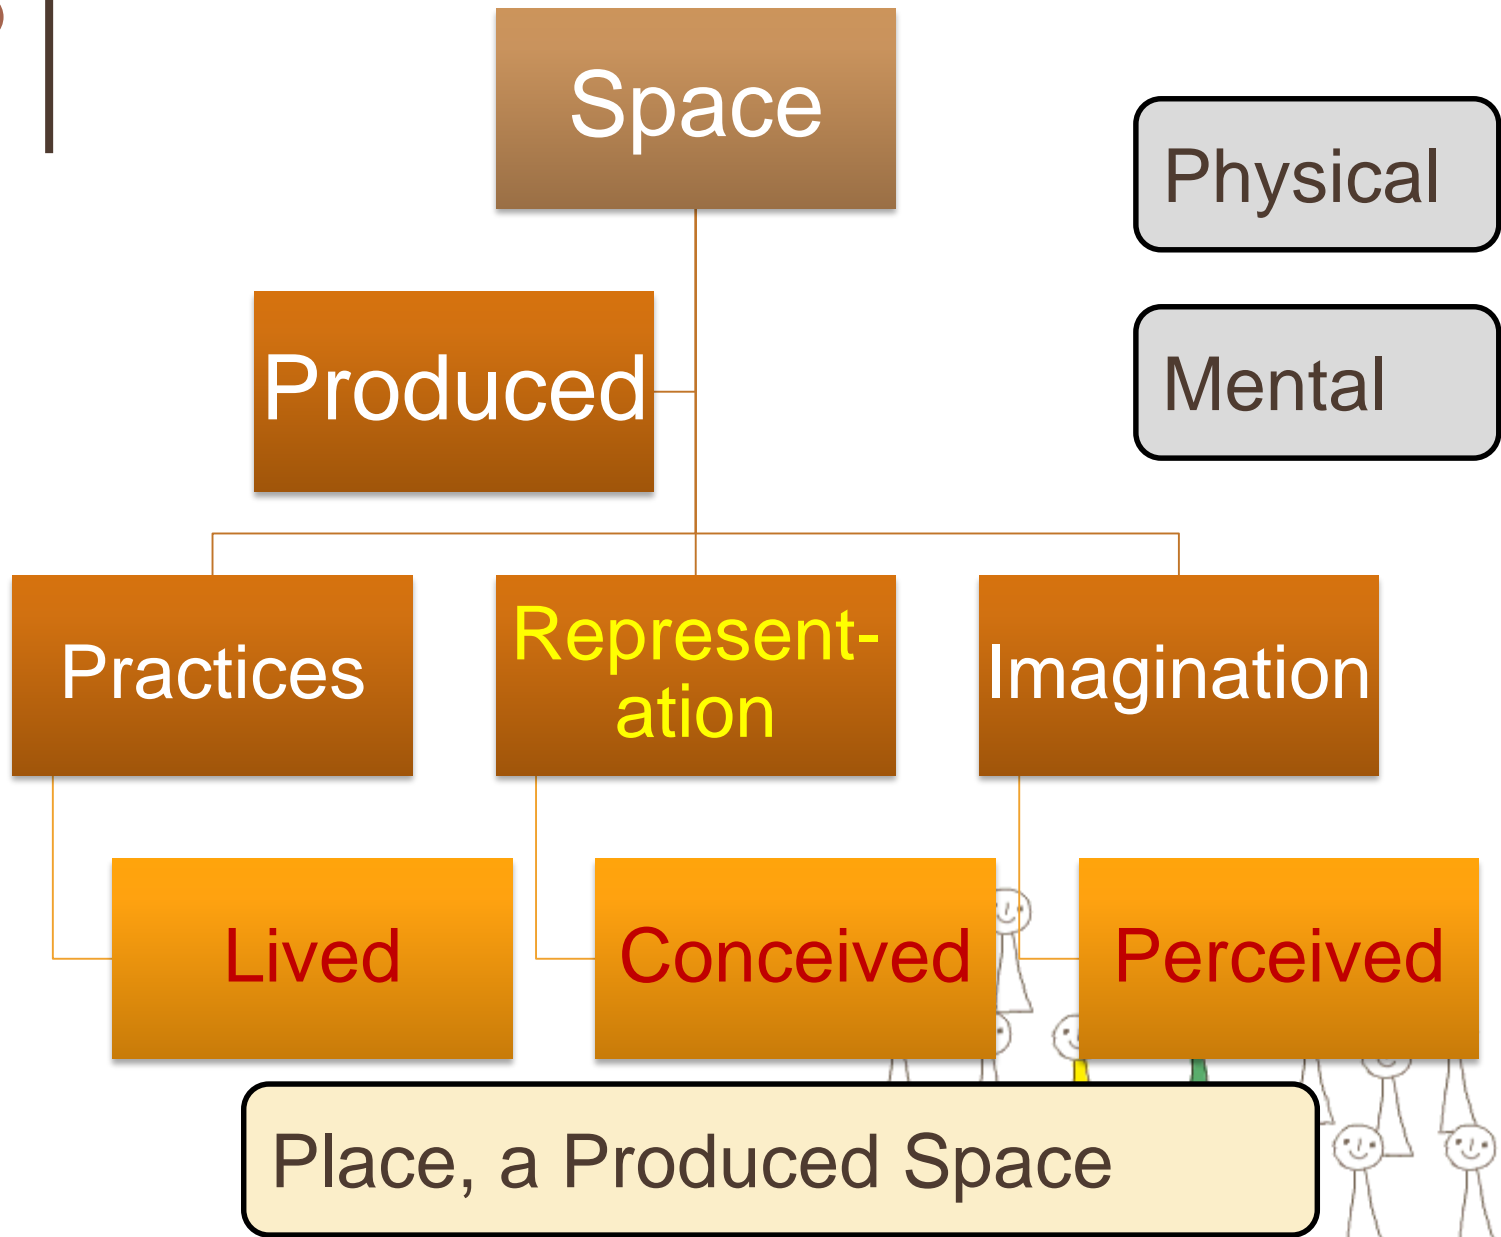 Space
Physical
Produced
Mental
Practices
Represent-
ation
Imagination
Lived
Conceived
Perceived
Place, a Produced Space